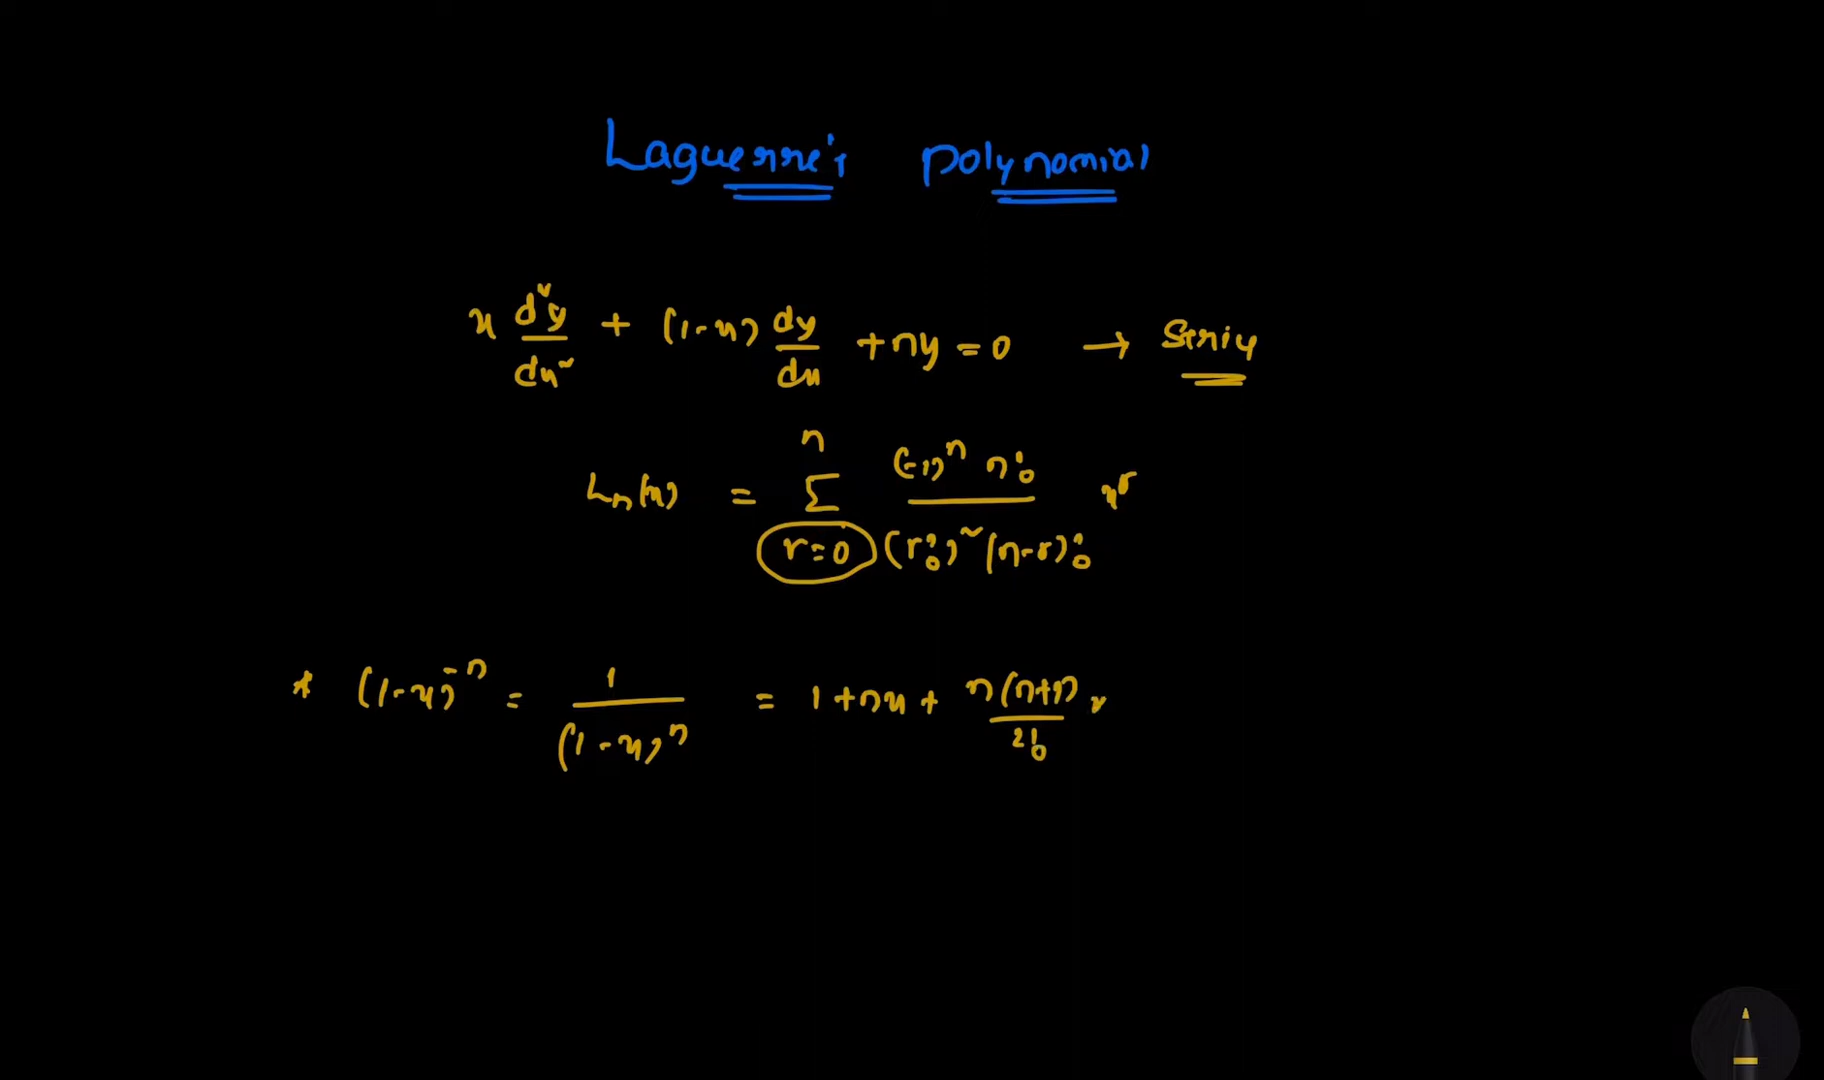 Laguerre's polynomial
x d²y/dx² + (1-x) dy/dx + ny = 0 → Series
Lₙ(x) = Σ_{r=0}^{n} (-1)ⁿ n! / (r!)² (n-r)! xʳ
* (1-x)⁻ⁿ = 1/(1-x)ⁿ = 1 + nx + n(n+1)/2!